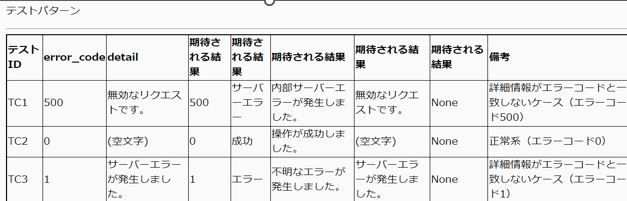 テストパターン
テストID error_code detail 期待される結果 期待される結果 期待される結果 期待される結果 期待される結果 備考
TC1 500 無効なリクエストです。 500 サーバーエラー 内部サーバーエラーが発生しました。 無効なリクエストです。 None 詳細情報がエラーコードと一致しないケース（エラーコード500）
TC2 0 (空文字) 0 成功 操作が成功しました。 (空文字) None 正常系（エラーコード0）
TC3 1 サーバーエラーが発生しました。 1 エラー 不明なエラーが発生しました。 サーバーエラーが発生しました。 None 詳細情報がエラーコードと一致しないケース（エラーコード1）